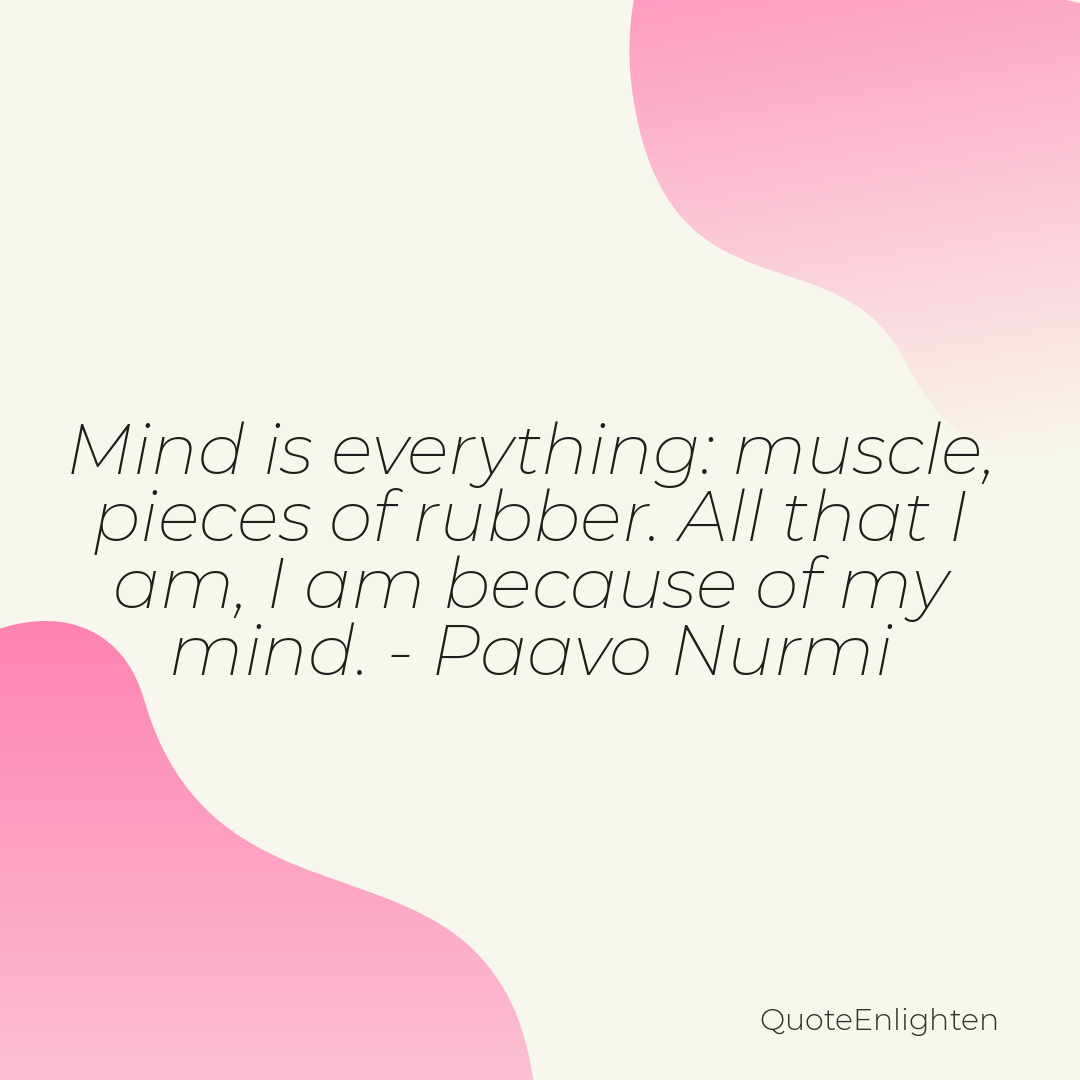 Mind is everything: muscle,
pieces of rubber. All that I
am, I am because of my
mind. - Paavo Nurmi
QuoteEnlighten